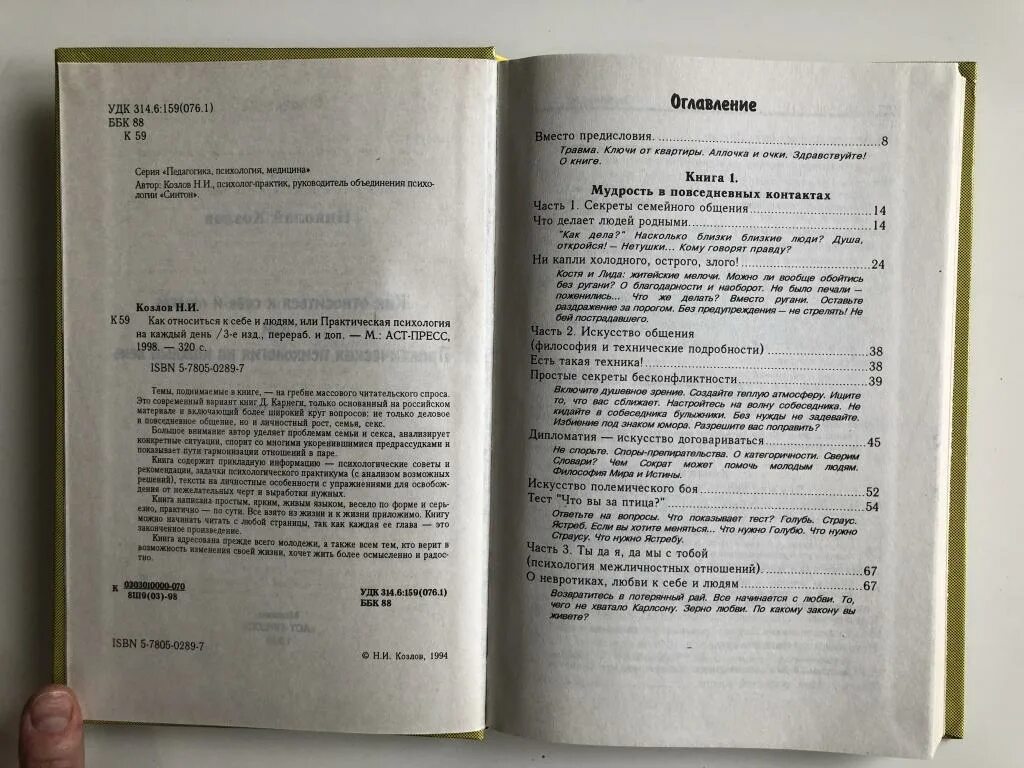 УДК 314.6:159(076.1)
ББК 88
К 59
Серия «Педагогика, психология, медицина»
Автор: Козлов Н.И., психолог-практик, руководитель объединения психо-
логии «Синтон».
Козлов Н.И.
К59 Как относиться к себе и людям, или Практическая психология
на каждый день /3-е изд., перераб. и доп. — М.: АСТ-ПРЕСС,
1998. — 320 с.
ISBN 5-7805-0289-7
Темы, поднимаемые в книге, — на гребне массового читательского спроса.
Это современный вариант книг Д. Карнеги, только основанный на российском
материале и включающий более широкий круг вопросов: не только деловое
и повседневное общение, но и личностный рост, семья, секс.
Большое внимание автор уделяет проблемам семьи и секса, анализирует
конкретные ситуации, спорит со многими укоренившимися предрассудками и
показывает пути гармонизации отношений в паре.
Книга содержит прикладную информацию — психологические советы и
рекомендации, задачки психологического практикума (с анализом возможных
решений), тексты на личностные особенности с упражнениями для освобож-
дения от нежелательных черт и выработки нужных.
Книга написана простым, ярким, живым языком, весело по форме и серь-
езно, практично — по сути. Все взято из жизни и к жизни приложимо. Книгу
можно начинать читать с любой страницы, так как каждая ее глава — это
законченное произведение.
Книга адресована прежде всего молодежи, а также всем тем, кто верит в
возможность изменения своей жизни, хочет жить более осмысленно и радост-
но.
К 0303010000-070
8Ш9(03)-98
УДК 314.6:159(076.1)
ББК 88
ISBN 5-7805-0289-7
© Н.И. Козлов, 1994
Оглавление
Вместо предисловия. 8
Травма. Ключи от квартиры. Аллочка и очки. Здравствуйте!
О книге.
Книга 1.
Мудрость в повседневных контактах
Часть 1. Секреты семейного общения 14
Что делает людей родными 14
"Как дела?" Насколько близки близкие люди? Душа,
откройся! — Нетушки... Кому говорят правду?
Ни капли холодного, острого, злого! 24
Костя и Лида: житейские мелочи. Можно ли вообще обойтись
без ругани? О благодарности и наоборот. Не было печали —
поженились... Что же делать? Вместо ругани. Оставьте
раздражение за порогом. Без предупреждения — не стрелять! Не
бей пострадавшего.
Часть 2. Искусство общения
(философия и технические подробности) 38
Есть такая техника! 38
Простые секреты бесконфликтности 39
Включите душевное зрение. Создайте теплую атмосферу. Ищите
то, что вас сближает. Настройтесь на волну собеседника. Не
кидайте в собеседника булыжники. Без нужды не задевайте.
Избиение под знаком юмора. Разрешите вас поправить?
Дипломатия — искусство договариваться 45
Не спорьте. Споры-препирательства. О категоричности. Сверим
Словари? Чем Сократ может помочь молодым людям.
Философия Мира и Истины.
Искусство полемического боя 52
Тест "Что вы за птица?" 54
Ответьте на вопросы. Что показывает тест? Голубь. Страус.
Ястреб. Если вы хотите меняться... Что нужно Голубю. Что нужно
Страусу. Что нужно Ястребу.
Часть 3. Ты да я, да мы с тобой
(психология межличностных отношений) 67
О невротиках, любви к себе и людям 67
Возвратитесь в потерянный рай. Все начинается с любви. То,
чего не хватало Карлсону. Зерно любви. По какому закону вы
живете?